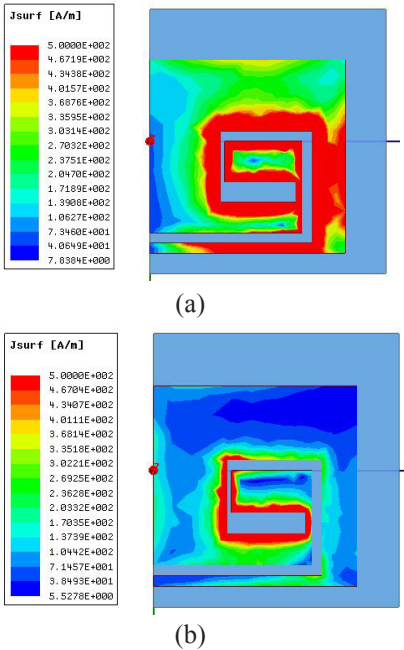 Jsurf [A/m]
5.0000E+002
4.6719E+002
4.3438E+002
4.0157E+002
3.6876E+002
3.3595E+002
3.0314E+002
2.7032E+002
2.3751E+002
2.0470E+002
1.7189E+002
1.3908E+002
1.0627E+002
7.3460E+001
4.0649E+001
7.8384E+000
(a)
Jsurf [A/m]
5.0000E+002
4.6704E+002
4.3407E+002
4.0111E+002
3.6814E+002
3.3518E+002
3.0221E+002
2.6925E+002
2.3628E+002
2.0332E+002
1.7035E+002
1.3739E+002
1.0442E+002
7.1457E+001
3.8493E+001
5.5278E+000
(b)